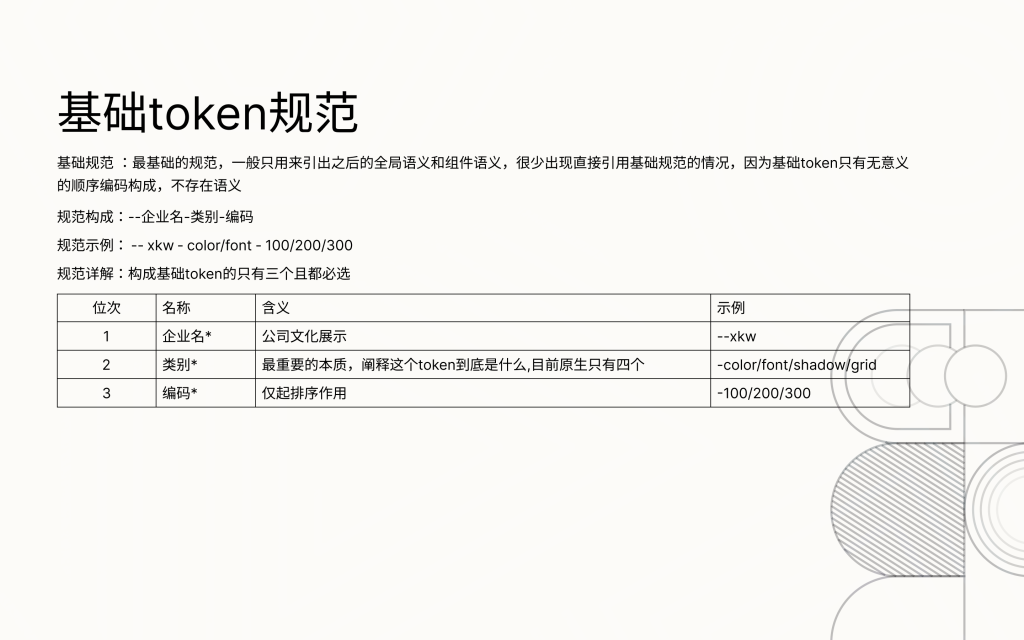 基础token规范
基础规范 ：最基础的规范，一般只用来引出之后的全局语义和组件语义，很少出现直接引用基础规范的情况，因为基础token只有无意义
的顺序编码构成，不存在语义
规范构成：--企业名-类别-编码
规范示例： -- xkw - color/font - 100/200/300
规范详解：构成基础token的只有三个且都必选
位次 名称 含义 示例
1 企业名* 公司文化展示 --xkw
2 类别* 最重要的本质，阐释这个token到底是什么,目前原生只有四个 -color/font/shadow/grid
3 编码* 仅起排序作用 -100/200/300